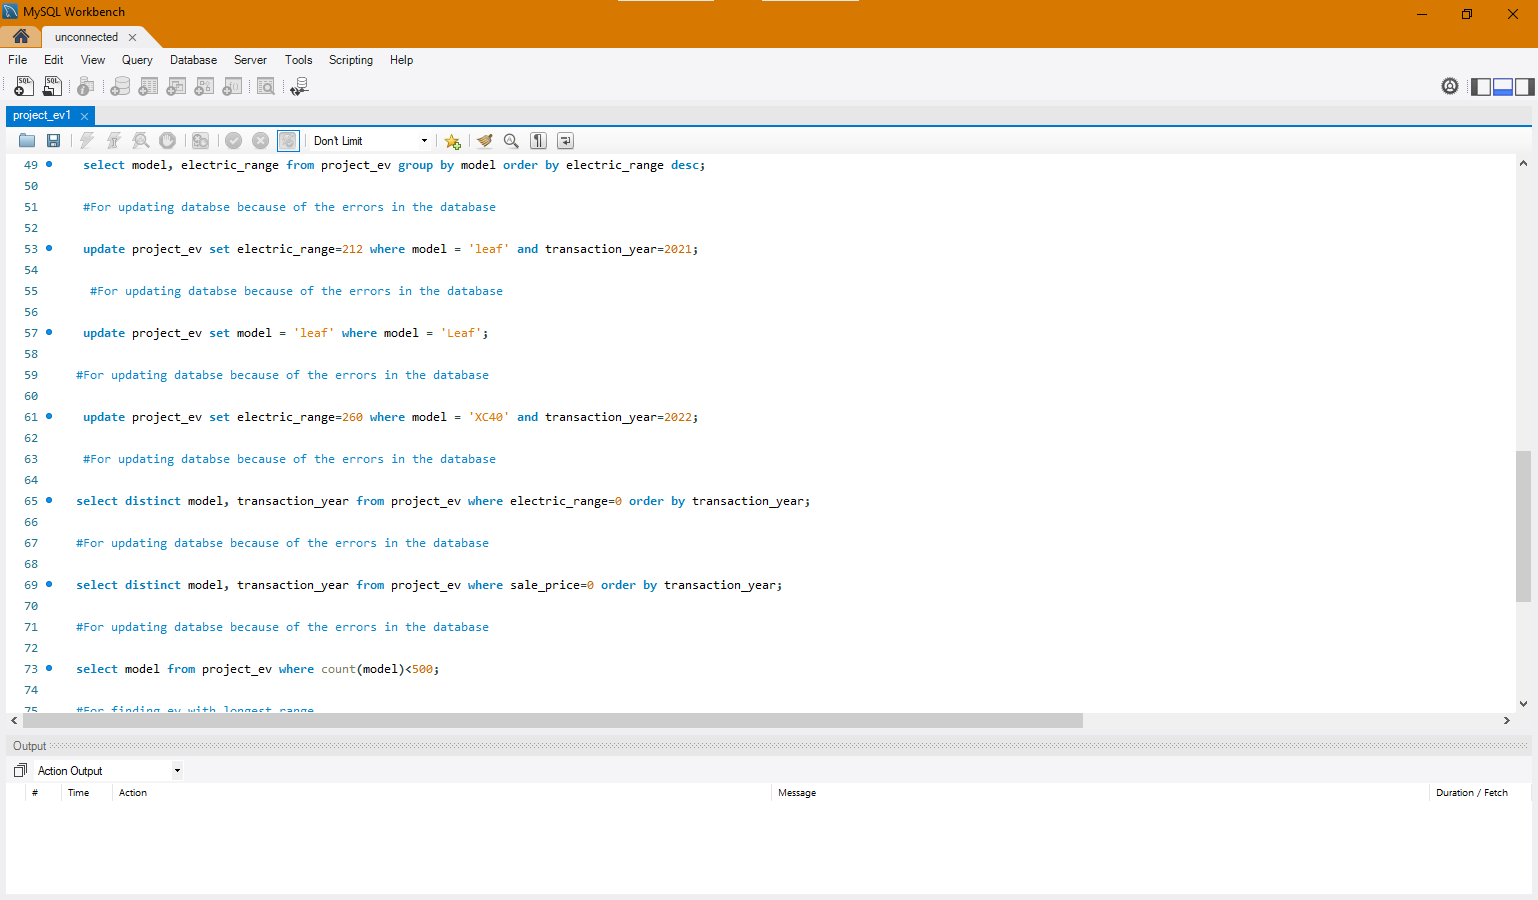 MySQL Workbench
unconnected
File Edit View Query Database Server Tools Scripting Help
project_ev1
Don't Limit
49 select model, electric_range from project_ev group by model order by electric_range desc;
50
51 #For updating databse because of the errors in the database
52
53 update project_ev set electric_range=212 where model = 'leaf' and transaction_year=2021;
54
55 #For updating databse because of the errors in the database
56
57 update project_ev set model = 'leaf' where model = 'Leaf';
58
59 #For updating databse because of the errors in the database
60
61 update project_ev set electric_range=260 where model = 'XC40' and transaction_year=2022;
62
63 #For updating databse because of the errors in the database
64
65 select distinct model, transaction_year from project_ev where electric_range=0 order by transaction_year;
66
67 #For updating databse because of the errors in the database
68
69 select distinct model, transaction_year from project_ev where sale_price=0 order by transaction_year;
70
71 #For updating databse because of the errors in the database
72
73 select model from project_ev where count(model)<500;
74
75 #For finding ev with longest range
Output
Action Output
# Time Action Message Duration / Fetch